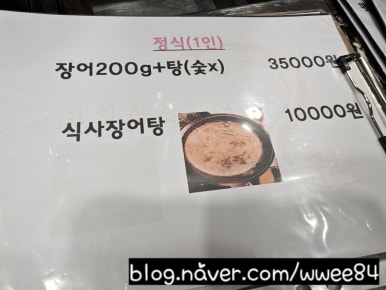 정식(1인)
장어200g+탕(숯x) 35000원
식사장어탕 10000원
blog.naver.com/wwee84